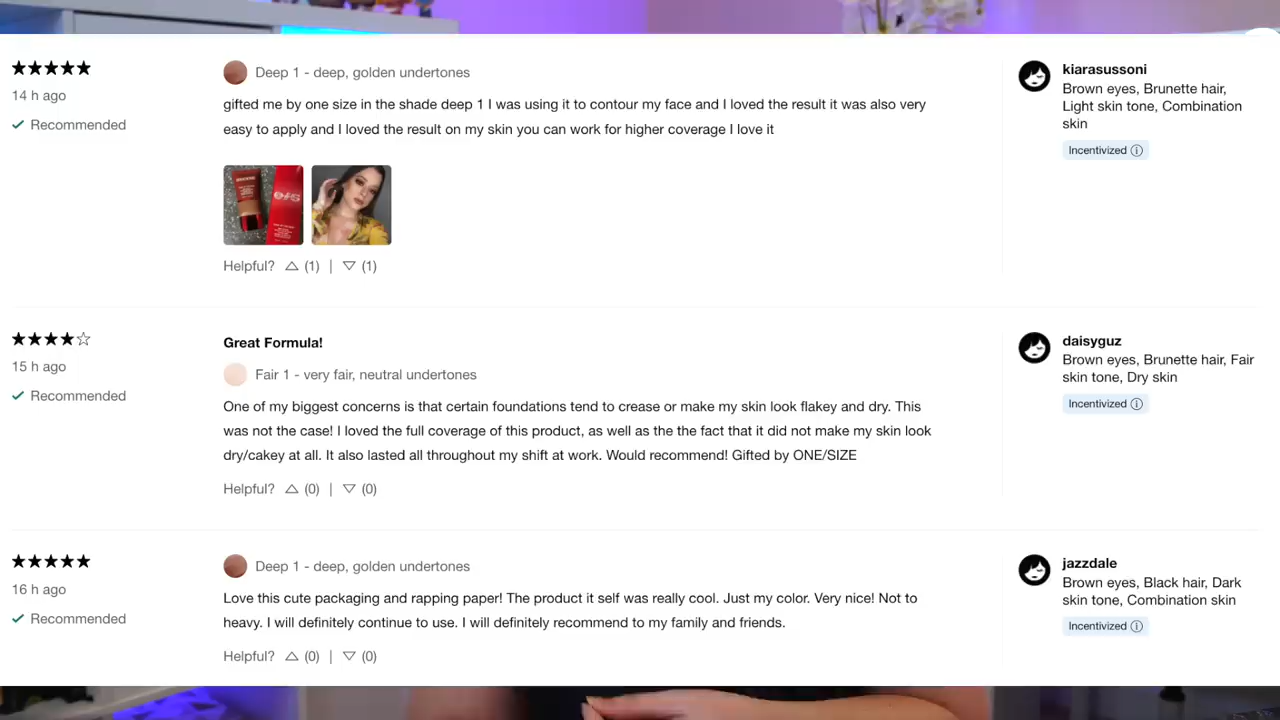 14 h ago
Recommended
Deep 1 - deep, golden undertones
gifted me by one size in the shade deep 1 I was using it to contour my face and I loved the result it was also very
easy to apply and I loved the result on my skin you can work for higher coverage I love it
Helpful? (1) | (1)
kiarasussoni
Brown eyes, Brunette hair,
Light skin tone, Combination
skin
Incentivized
15 h ago
Recommended
Great Formula!
Fair 1 - very fair, neutral undertones
One of my biggest concerns is that certain foundations tend to crease or make my skin look flakey and dry. This
was not the case! I loved the full coverage of this product, as well as the the fact that it did not make my skin look
dry/cakey at all. It also lasted all throughout my shift at work. Would recommend! Gifted by ONE/SIZE
Helpful? (0) | (0)
daisyguz
Brown eyes, Brunette hair, Fair
skin tone, Dry skin
Incentivized
16 h ago
Recommended
Deep 1 - deep, golden undertones
Love this cute packaging and rapping paper! The product it self was really cool. Just my color. Very nice! Not to
heavy. I will definitely continue to use. I will definitely recommend to my family and friends.
Helpful? (0) | (0)
jazzdale
Brown eyes, Black hair, Dark
skin tone, Combination skin
Incentivized